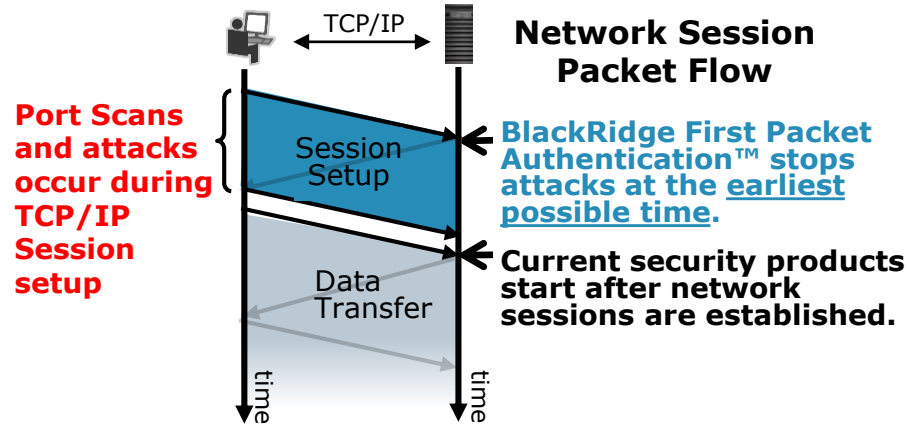 TCP/IP
Network Session
Packet Flow
Port Scans
and attacks
occur during
TCP/IP
Session
setup
Session
Setup
BlackRidge First Packet
Authentication™ stops
attacks at the earliest
possible time.
Current security products
start after network
sessions are established.
Data
Transfer
time
time